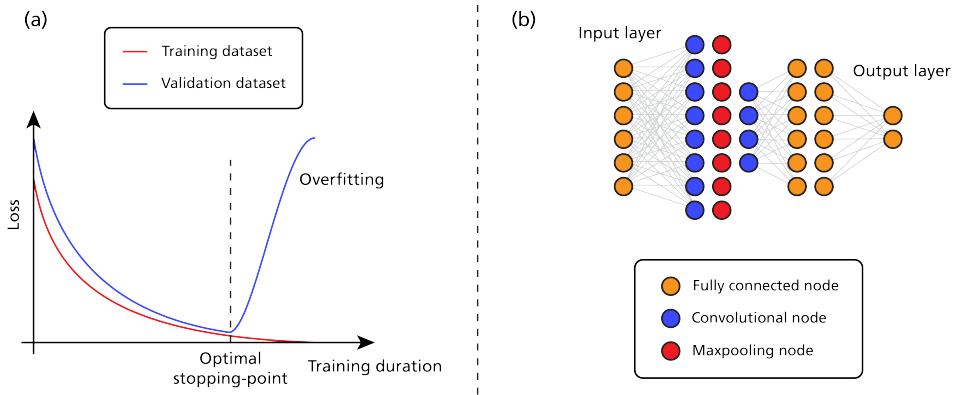 (a)
Training dataset
Validation dataset
Loss
Overfitting
Optimal
stopping-point
Training duration
(b)
Input layer
Output layer
Fully connected node
Convolutional node
Maxpooling node